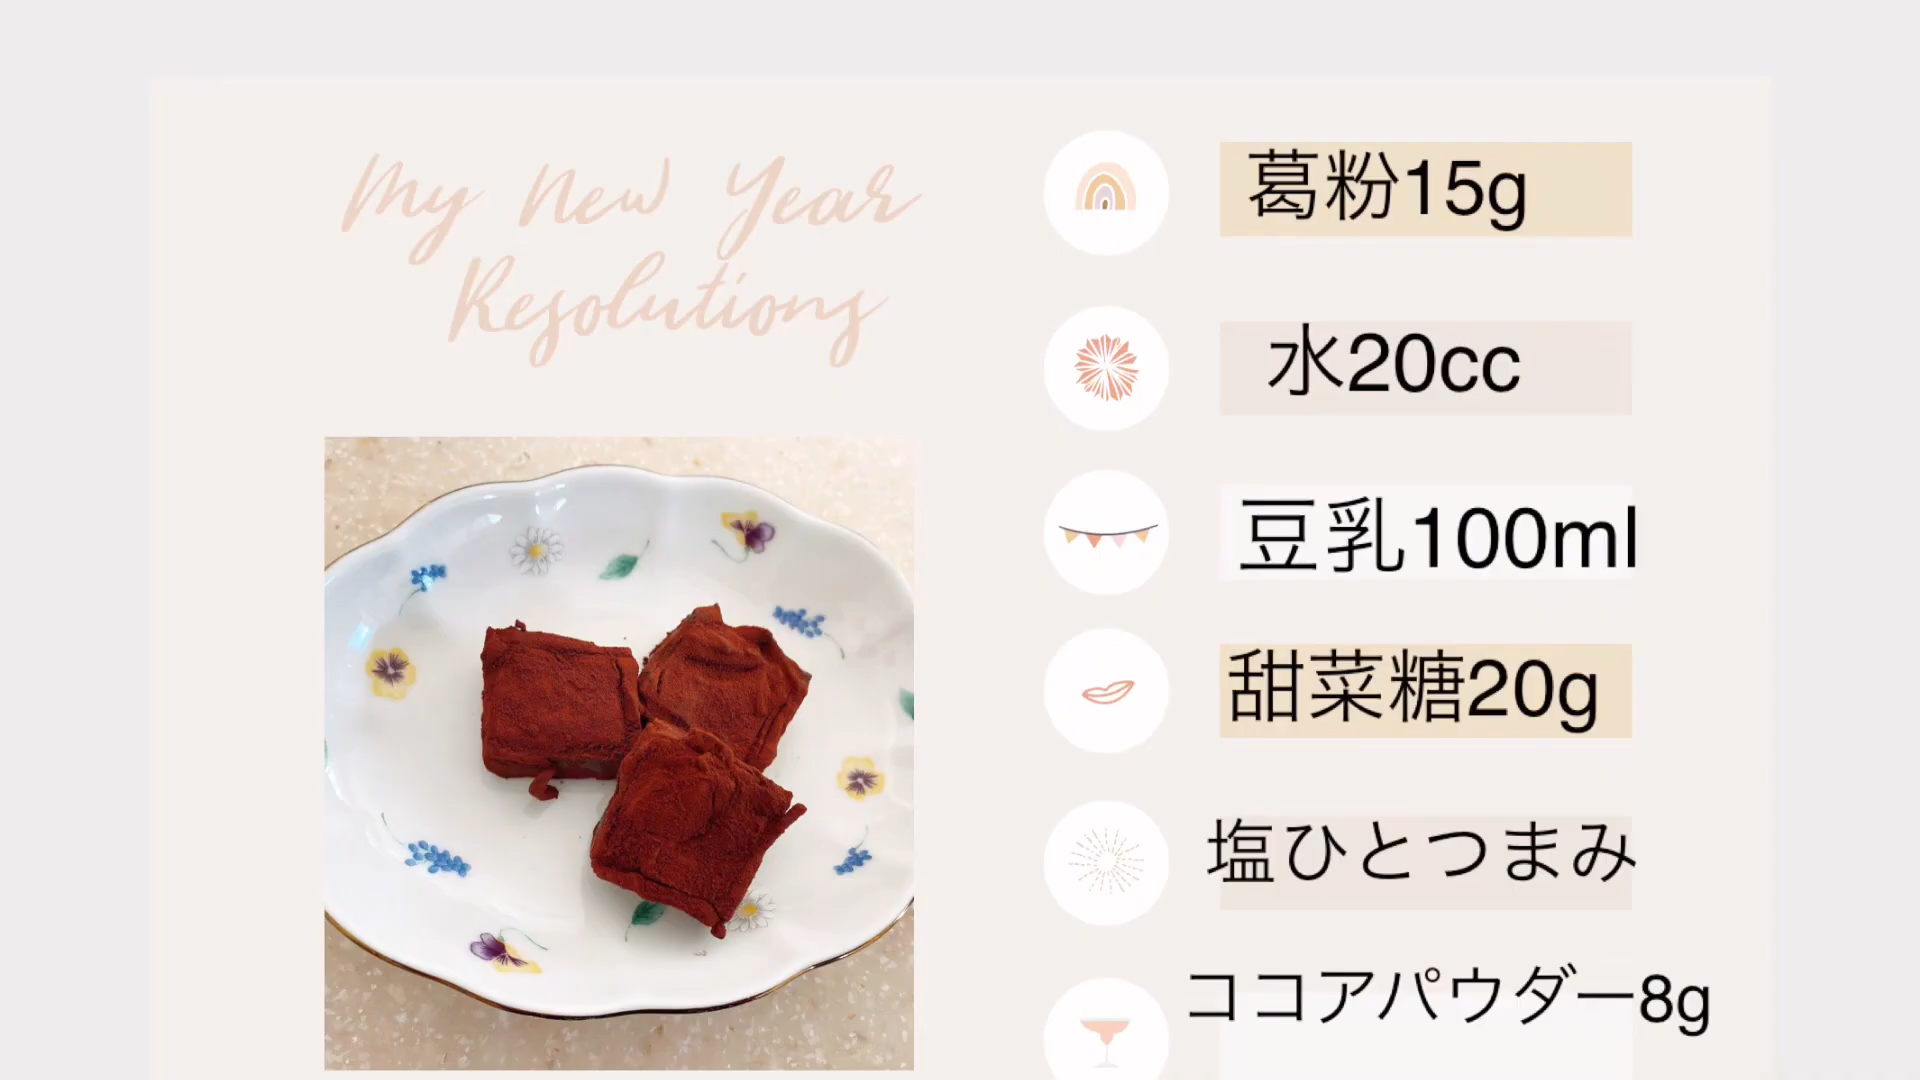 My New Year
Resolutions
葛粉15g
水20cc
豆乳100ml
甜菜糖20g
塩ひとつまみ
ココアパウダー8g